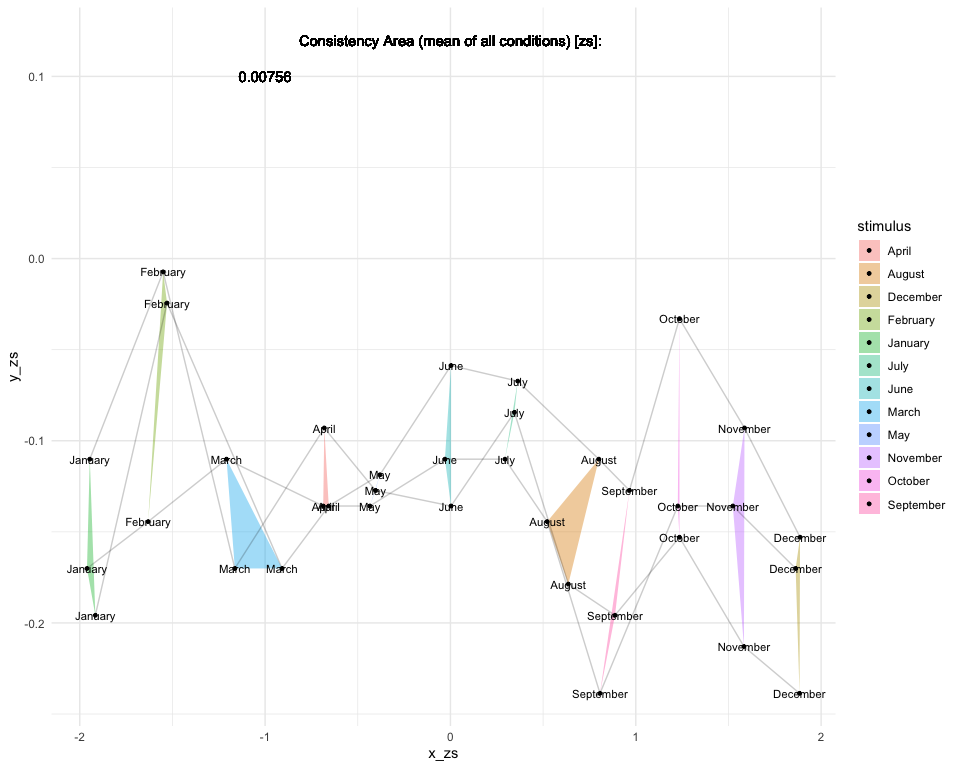 Consistency Area (mean of all conditions) [zs]:
0.00756
0.1
0.0
-0.1
-0.2
y_zs
February
February
June
July
July
October
April
November
January
March
June
July
August
May
May
September
April
April
May
June
October
November
February
August
October
December
January
March
March
August
December
January
September
November
September
December
-2
-1
0
1
2
x_zs
stimulus
April
August
December
February
January
July
June
March
May
November
October
September